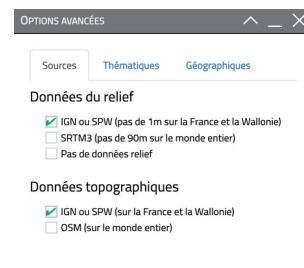 OPTIONS AVANCÉES
Sources Thématiques Géographiques
Données du relief
IGN ou SPW (pas de 1m sur la France et la Wallonie)
SRTM3 (pas de 90m sur le monde entier)
Pas de données relief
Données topographiques
IGN ou SPW (sur la France et la Wallonie)
OSM (sur le monde entier)